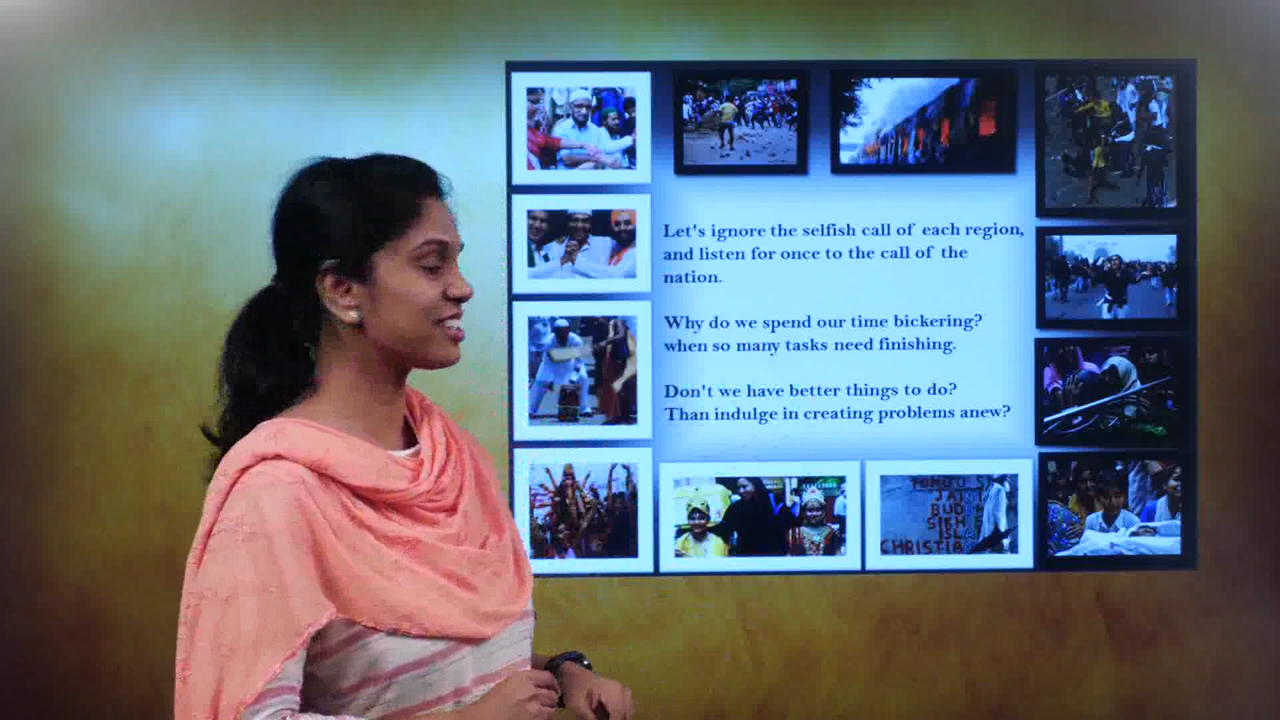 Let's ignore the selfish call of each region,
and listen for once to the call of the
nation.
Why do we spend our time bickering?
when so many tasks need finishing.
Don't we have better things to do?
Than indulge in creating problems anew?
JAIN
BUD H
SIKH
ISL
CHRISTIA